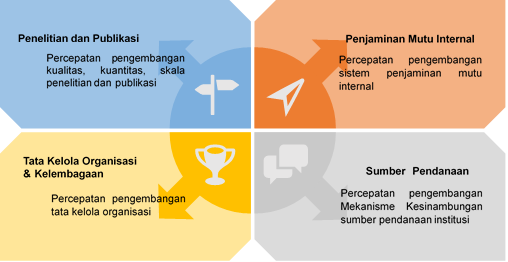 Penelitian dan Publikasi
Percepatan pengembangan
kualitas, kuantitas, skala
penelitian dan publikasi
Penjaminan Mutu Internal
Percepatan pengembangan
sistem penjaminan mutu
internal
Tata Kelola Organisasi
& Kelembagaan
Percepatan pengembangan
tata kelola organisasi
Sumber Pendanaan
Percepatan pengembangan
Mekanisme Kesinambungan
sumber pendanaan institusi